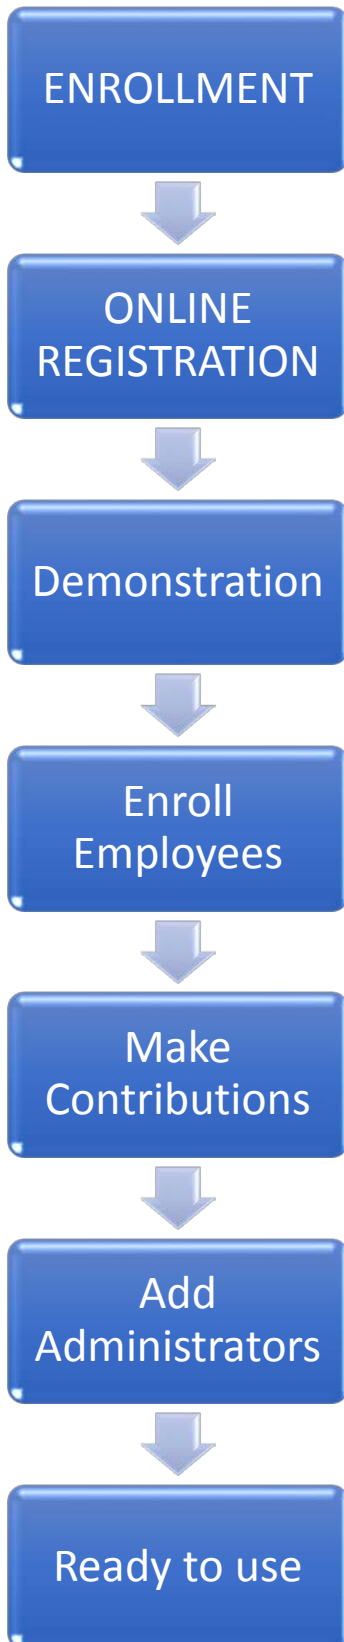 ENROLLMENT
ONLINE
REGISTRATION
Demonstration
Enroll
Employees
Make
Contributions
Add
Administrators
Ready to use